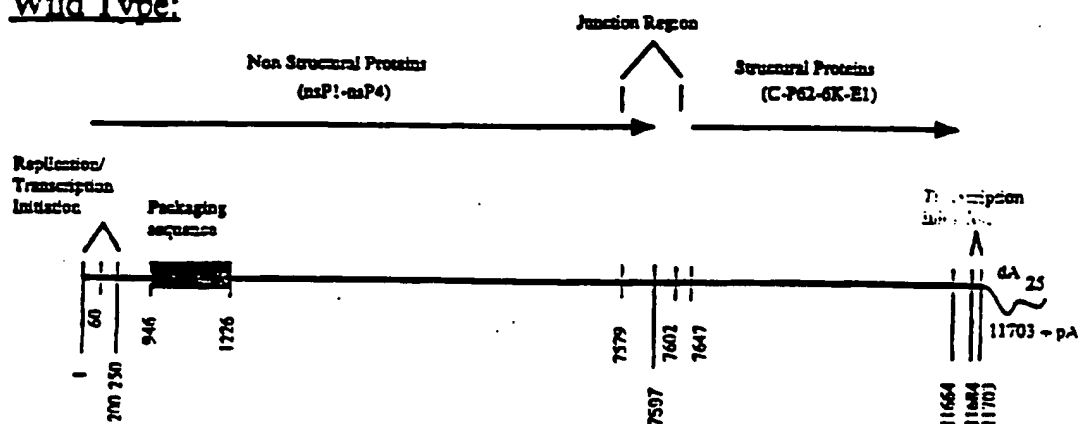 Wild Type:
Junction Region
Non Structural Proteins
(nsP1-nsP4)
Structural Proteins
(C-P62-6K-E1)
Replication/
Transcription
Initiation
Packaging
sequence
dA 25
11703 + pA
1
60
200 250
946
1226
7579
7597
7602
7647
11664
11684
11703